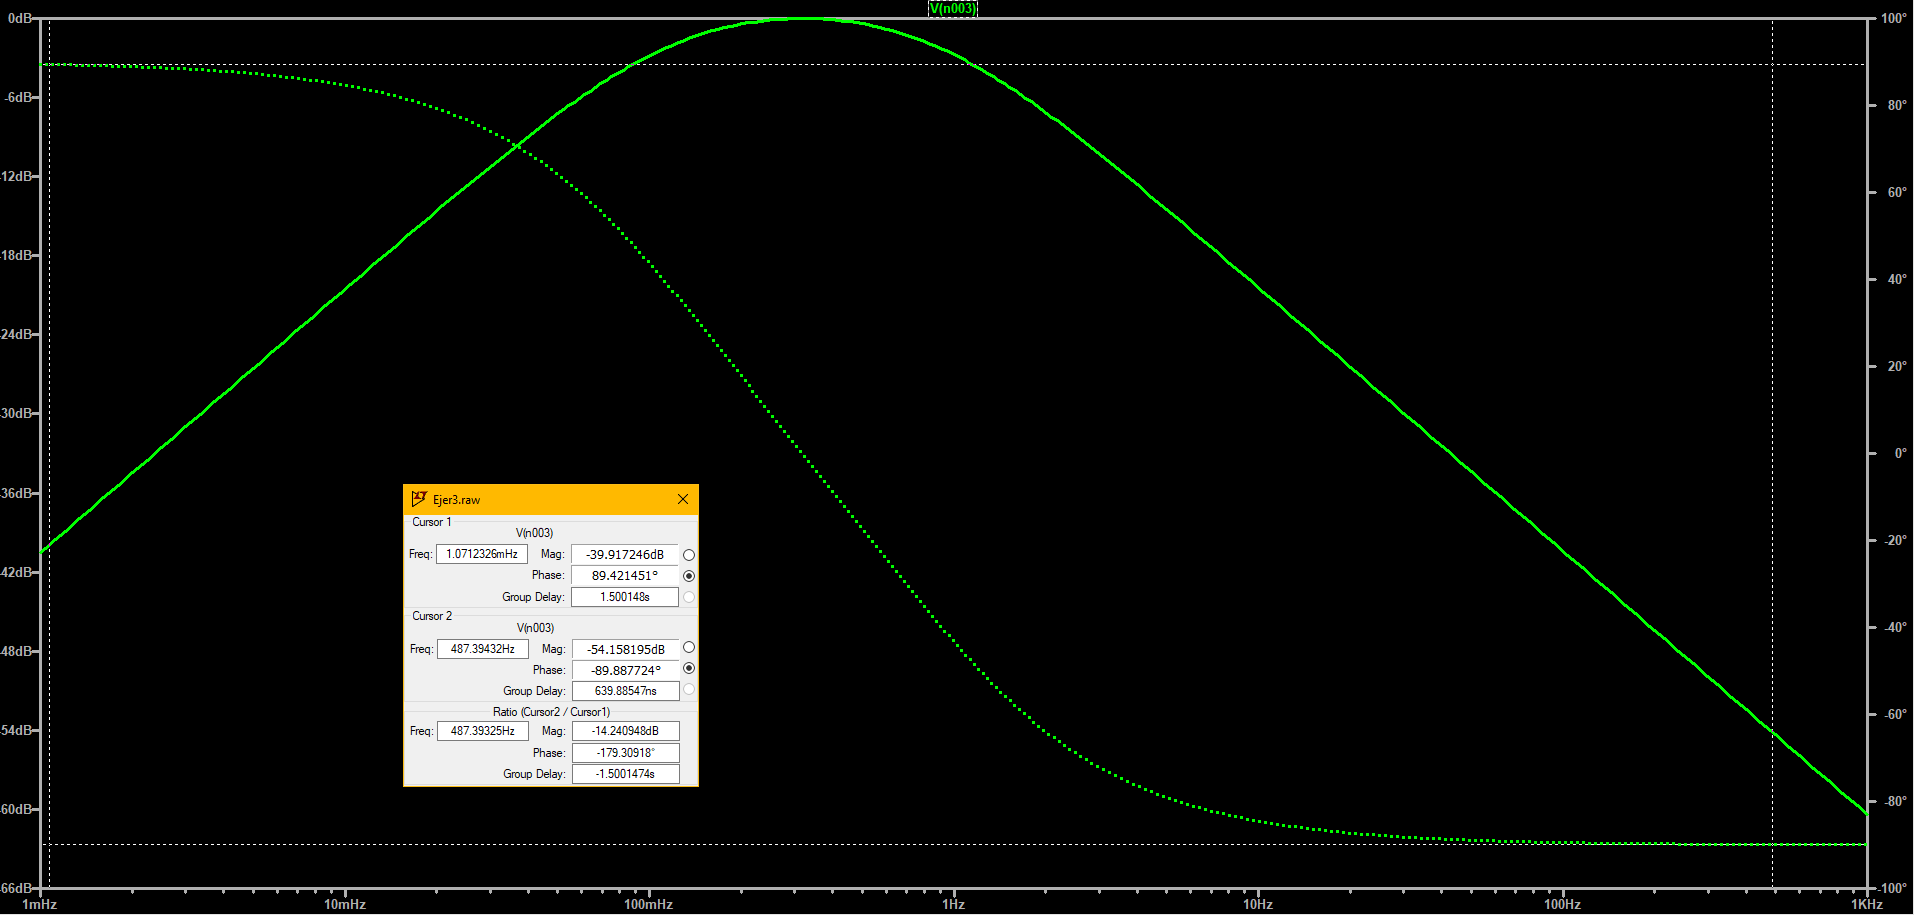 V(n003)
0dB
-6dB
-12dB
-18dB
-24dB
-30dB
-36dB
-42dB
-48dB
-54dB
-60dB
-66dB
100°
80°
60°
40°
20°
0°
-20°
-40°
-60°
-80°
-100°
Ejer3.raw
Cursor 1
V(n003)
Freq: 1.0712326mHz Mag: -39.917246dB
Phase: 89.421451°
Group Delay: 1.500148s
Cursor 2
V(n003)
Freq: 487.39432Hz Mag: -54.158195dB
Phase: -89.887724°
Group Delay: 639.88547ns
Ratio (Cursor2 / Cursor1)
Freq: 487.39325Hz Mag: -14.240948dB
Phase: -179.30918°
Group Delay: -1.5001474s
1mHz 10mHz 100mHz 1Hz 10Hz 100Hz 1KHz